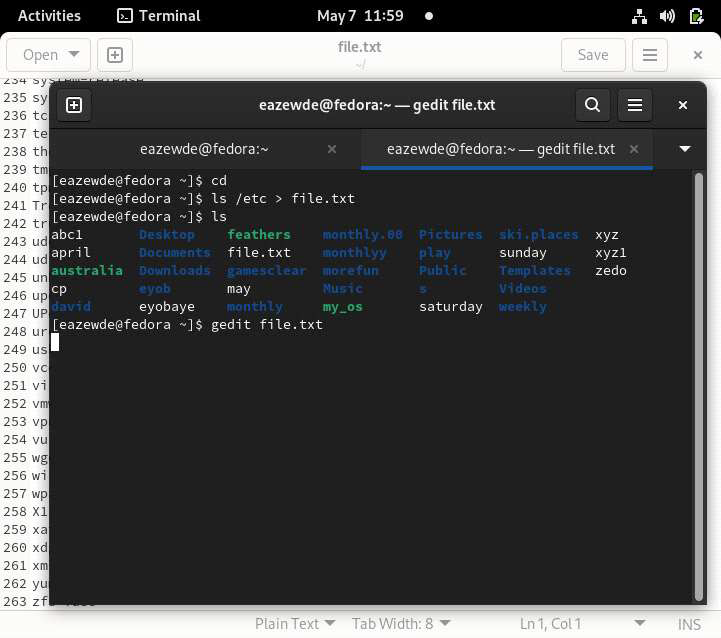 Activities Terminal May 7 11:59
Open file.txt Save
~/
234 system-release
235 sy
236 tc
237 te
238 the
239 tm
240 tp
241 Tr
242 tr
243 ud
244 ud
245 un
246 up
247 UP
248 ur
249 us
250 vc
251 vi
252 vm
253 vp
254 vu
255 wg
256 wi
257 wp
258 X1
259 xa
260 xd
261 xm
262 yu
263
eazewde@fedora:~ — gedit file.txt
eazewde@fedora:~ eazewde@fedora:~ — gedit file.txt
[eazewde@fedora ~]$ cd
[eazewde@fedora ~]$ ls /etc > file.txt
[eazewde@fedora ~]$ ls
abc1 Desktop feathers monthly.00 Pictures ski.places xyz
april Documents file.txt monthlyy play sunday xyz1
australia Downloads gamesclear morefun Public Templates zedo
cp eyob may Music s Videos
david eyobaye monthly my_os saturday weekly
[eazewde@fedora ~]$ gedit file.txt
Plain Text Tab Width: 8 Ln 1, Col 1 INS